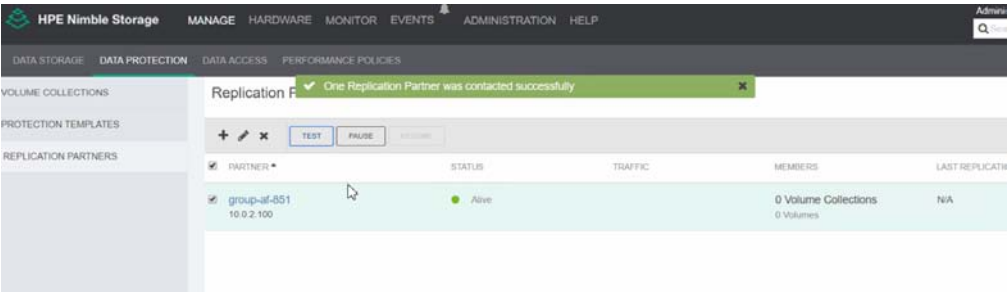 HPE Nimble Storage MANAGE HARDWARE MONITOR EVENTS ADMINISTRATION HELP
DATA STORAGE DATA PROTECTION DATA ACCESS PERFORMANCE POLICIES
One Replication Partner was contacted successfully
VOLUME COLLECTIONS
PROTECTION TEMPLATES
REPLICATION PARTNERS
Replication
TEST PAUSE
PARTNER STATUS TRAFFIC MEMBERS LAST
group-af-851 Alive 0 Volume Collections N/A
10.0.2.100 0 Volumes